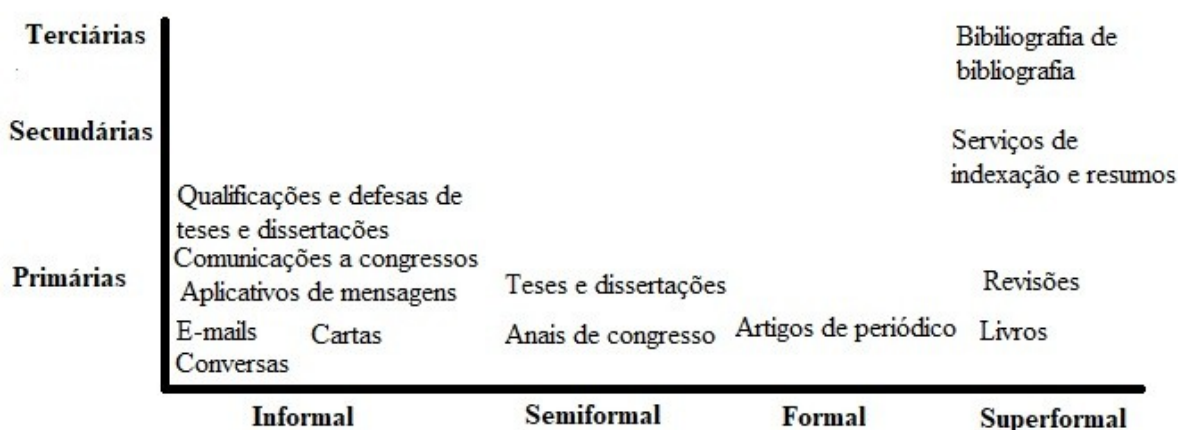 Terciárias
Bibiliografia de
bibliografia
Secundárias
Serviços de
indexação e resumos
Qualificações e defesas de
teses e dissertações
Comunicações a congressos
Primárias
Aplicativos de mensagens
Teses e dissertações
Revisões
E-mails
Cartas
Anais de congresso
Artigos de periódico
Livros
Conversas
Informal
Semiformal
Formal
Superformal